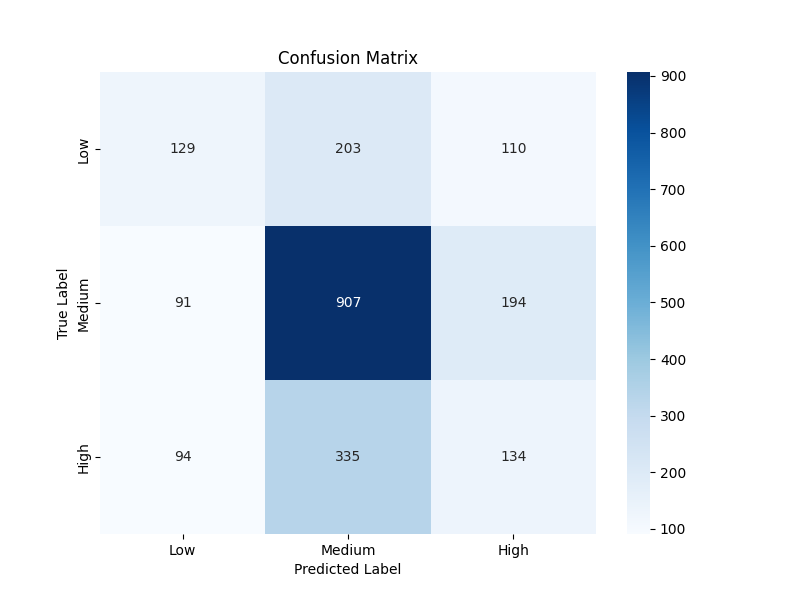 Confusion Matrix
True Label
Low
129 203 110
Medium
91 907 194
High
94 335 134
Low Medium High
Predicted Label
900
800
700
600
500
400
300
200
100